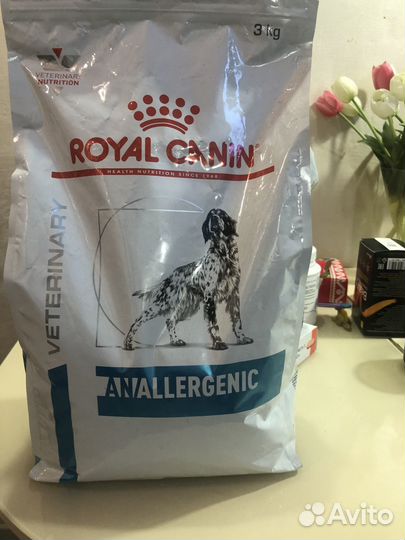 3 kg
VETERINARY
NUTRITION
ROYAL CANIN
HEALTH NUTRITION SINCE 1968
VETERINARY
ANALLERGENIC
Avito